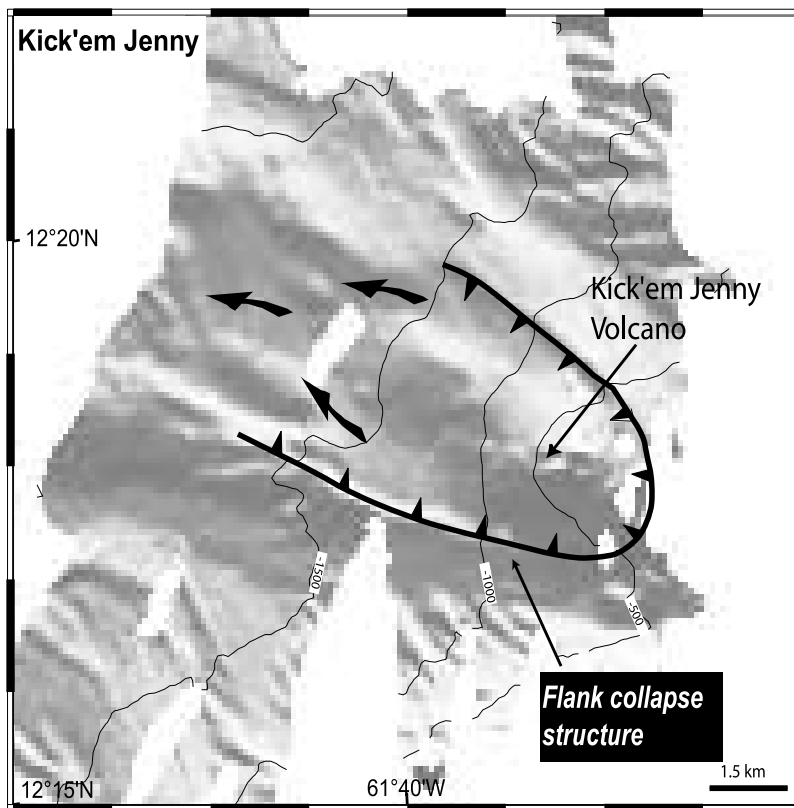 Kick'em Jenny
12°20'N
Kick'em Jenny
Volcano
-1500
-1000
-500
Flank collapse
structure
12°15'N
61°40'W
1.5 km